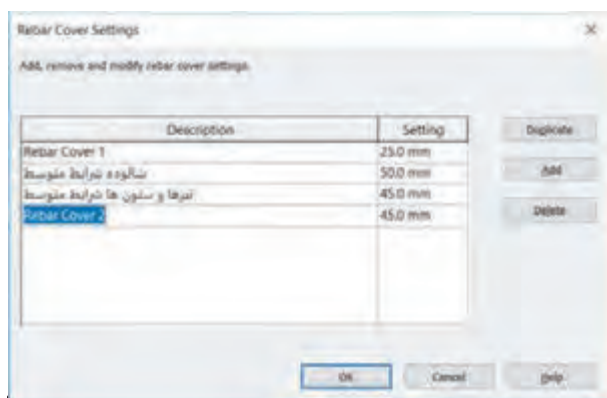 Rebar Cover Settings
Add, remove and modify rebar cover settings.
Description Setting
Duplicate
Rebar Cover 1 25.0 mm
شالوده شرایط متوسط 50.0 mm
Add
تیرها و ستون ها شرایط متوسط 45.0 mm
Rebar Cover 2 45.0 mm
Delete
OK Cancel Help